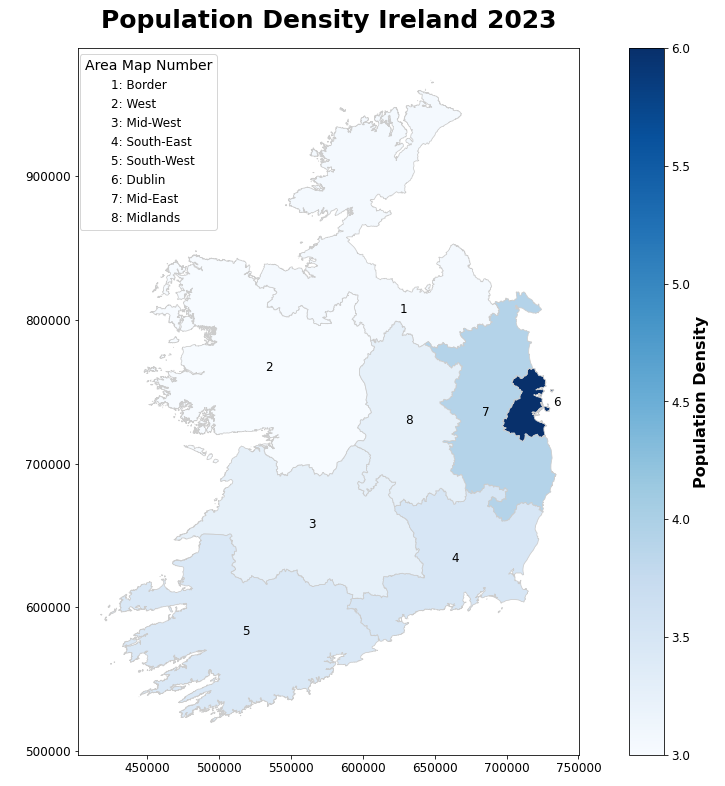 Population Density Ireland 2023
Area Map Number
1: Border
2: West
3: Mid-West
4: South-East
5: South-West
6: Dublin
7: Mid-East
8: Midlands
900000
800000
700000
600000
500000
1
2
6
7
8
3
4
5
450000
500000
550000
600000
650000
700000
750000
6.0
5.5
5.0
4.5
4.0
3.5
3.0
Population Density